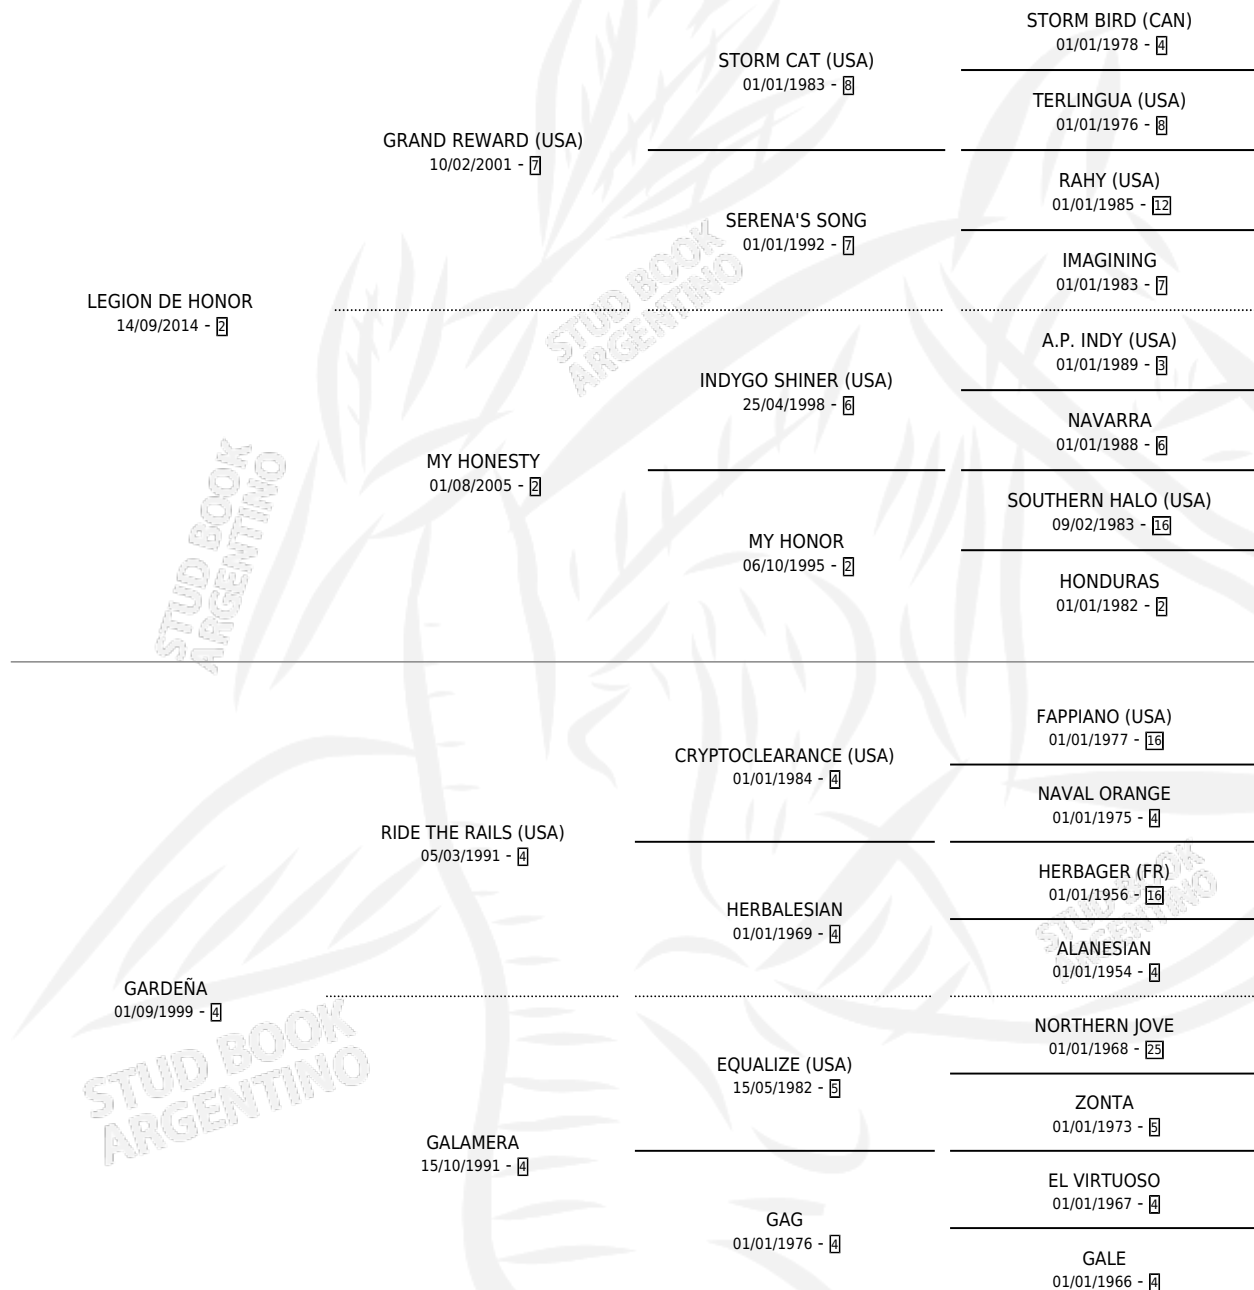 STORM BIRD (CAN)
01/01/1978 - 4
STORM CAT (USA)
01/01/1983 - 8
TERLINGUA (USA)
01/01/1976 - 8
GRAND REWARD (USA)
10/02/2001 - 7
RAHY (USA)
01/01/1985 - 12
SERENA'S SONG
01/01/1992 - 7
IMAGINING
01/01/1983 - 7
LEGION DE HONOR
14/09/2014 - 2
A.P. INDY (USA)
01/01/1989 - 3
INDYGO SHINER (USA)
25/04/1998 - 6
NAVARRA
01/01/1988 - 6
MY HONESTY
01/08/2005 - 2
SOUTHERN HALO (USA)
09/02/1983 - 16
MY HONOR
06/10/1995 - 2
HONDURAS
01/01/1982 - 2
STUD BOOK
ARGENTINO
STUD BOOK
ARGENTINO
FAPPIANO (USA)
01/01/1977 - 16
CRYPTOCLEARANCE (USA)
01/01/1984 - 4
NAVAL ORANGE
01/01/1975 - 4
RIDE THE RAILS (USA)
05/03/1991 - 4
HERBAGER (FR)
01/01/1956 - 16
HERBALESIAN
01/01/1969 - 4
ALANESIAN
01/01/1954 - 4
GARDEÑA
01/09/1999 - 4
NORTHERN JOVE
01/01/1968 - 25
EQUALIZE (USA)
15/05/1982 - 5
ZONTA
01/01/1973 - 5
GALAMERA
15/10/1991 - 4
EL VIRTUOSO
01/01/1967 - 4
GAG
01/01/1976 - 4
GALE
01/01/1966 - 4
STUD BOOK
ARGENTINO
STUD BOOK
ARGENTINO